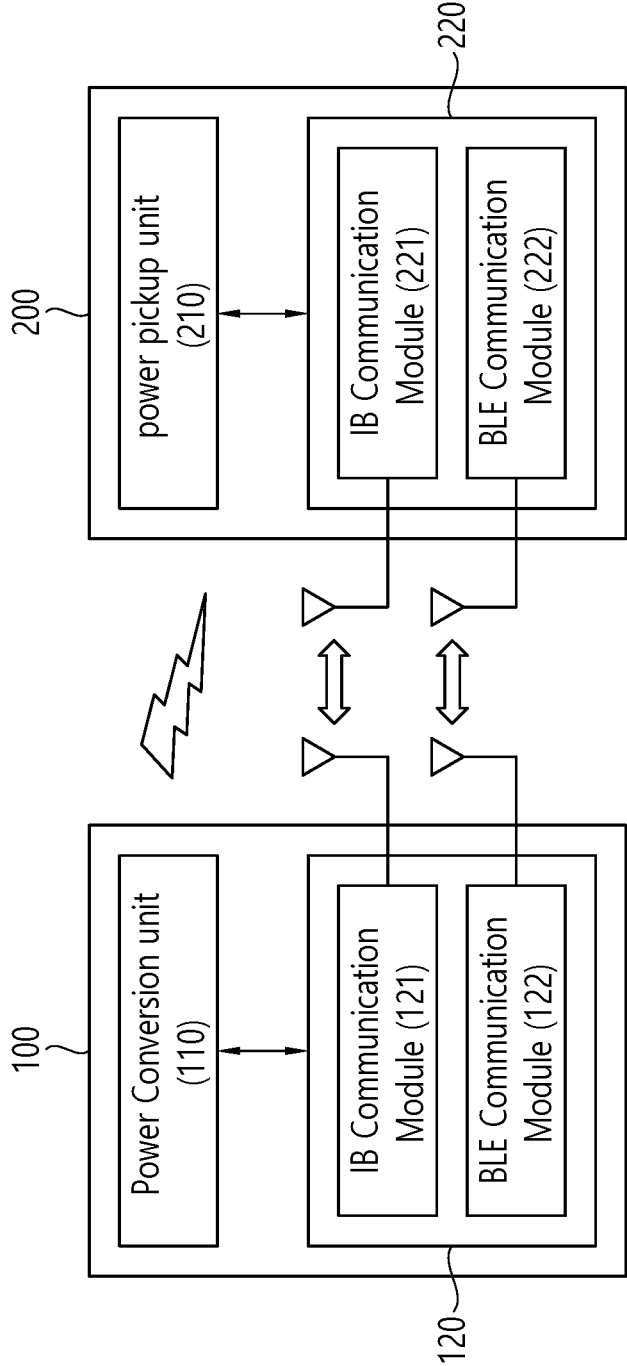 100
Power Conversion unit
(110)
IB Communication
Module (121)
BLE Communication
Module (122)
120
200
power pickup unit
(210)
IB Communication
Module (221)
BLE Communication
Module (222)
220